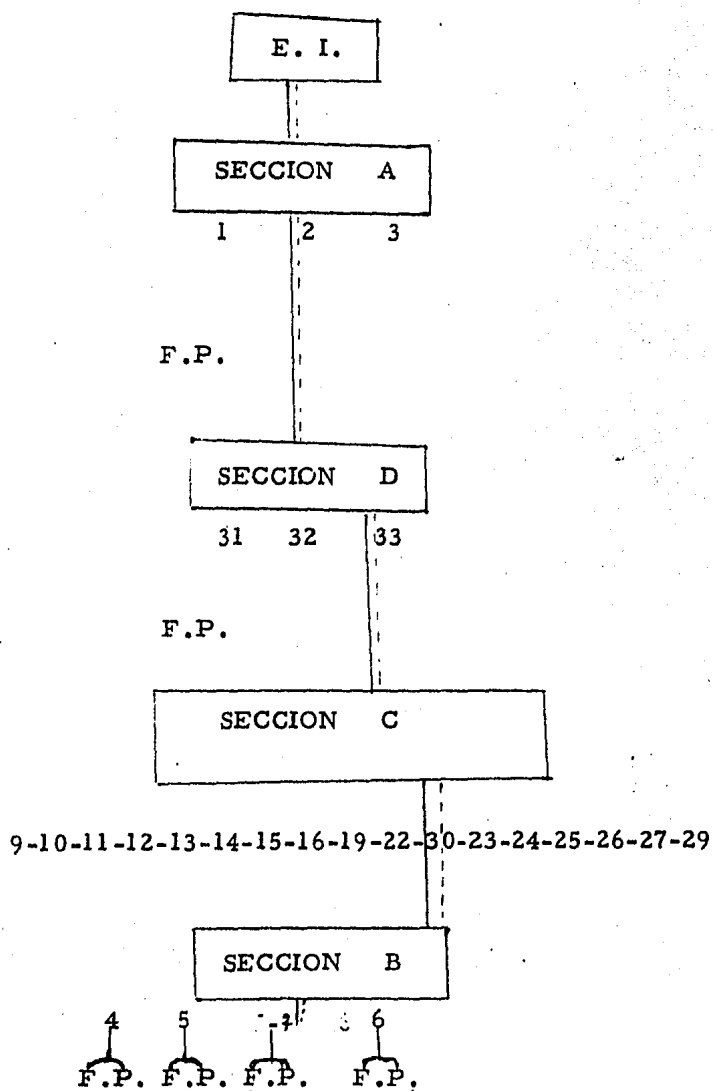 E. I.
SECCION A
1 2 3
F.P.
SECCION D
31 32 33
F.P.
SECCION C
9-10-11-12-13-14-15-16-19-22-30-23-24-25-26-27-29
SECCION B
4 5 -7 6
F.P. F.P. F.P. F.P.